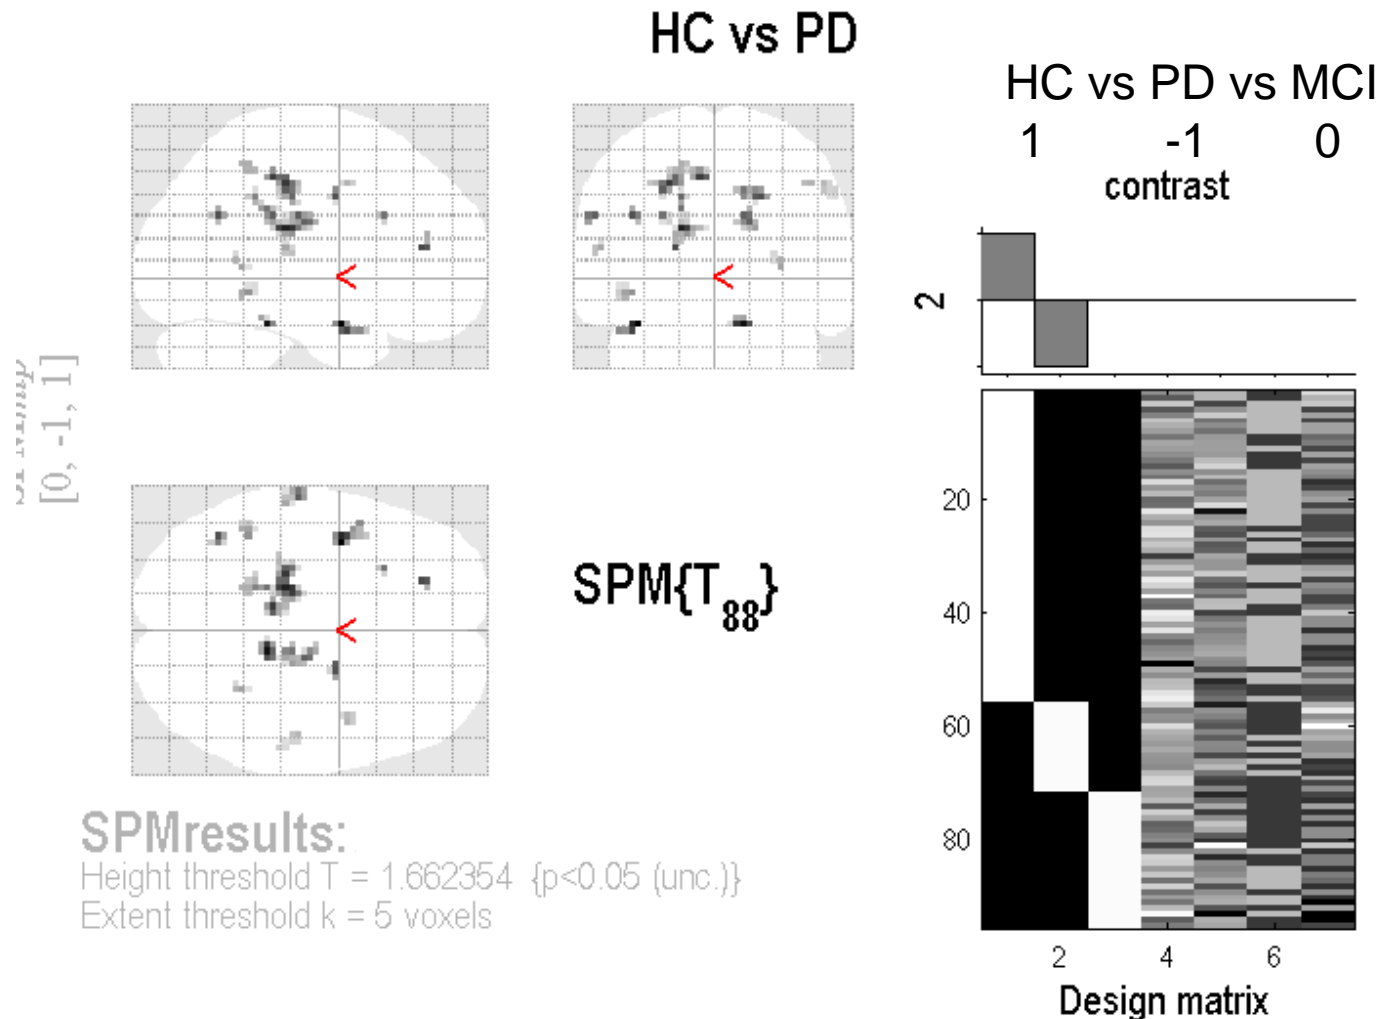 HC vs PD
HC vs PD vs MCI
1 -1 0
contrast
2
[0, -1, 1]
SPM{T88}
20
40
60
80
2 4 6
Design matrix
SPMresults:
Height threshold T = 1.662354 {p<0.05 (unc.)}
Extent threshold k = 5 voxels